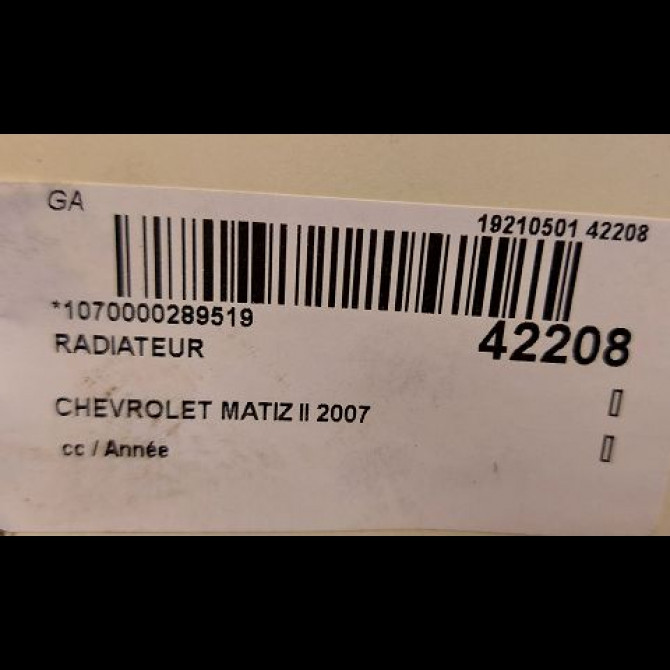 GA
19210501 42208
*1070000289519
42208
RADIATEUR
CHEVROLET MATIZ II 2007
cc / Année